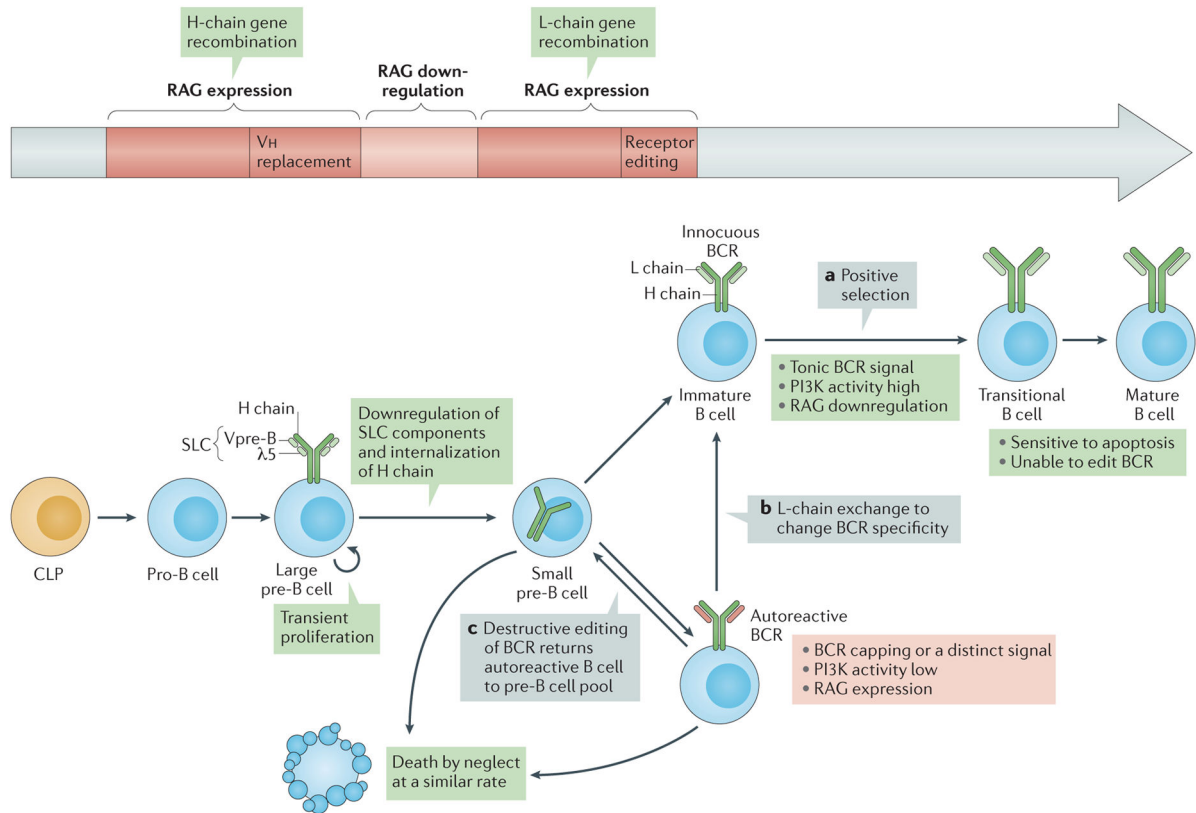 H-chain gene
recombination
RAG expression
RAG down-
regulation
L-chain gene
recombination
RAG expression
VH
replacement
Receptor
editing
Innocuous
BCR
L chain
H chain
Immature
B cell
a Positive
selection
• Tonic BCR signal
• PI3K activity high
• RAG downregulation
Transitional
B cell
Mature
B cell
• Sensitive to apoptosis
• Unable to edit BCR
H chain
SLC
Vpre-B
λ5
Downregulation of
SLC components
and internalization
of H chain
CLP
Pro-B cell
Large
pre-B cell
Transient
proliferation
Small
pre-B cell
b L-chain exchange to
change BCR specificity
c Destructive editing
of BCR returns
autoreactive B cell
to pre-B cell pool
Autoreactive
BCR
• BCR capping or a distinct signal
• PI3K activity low
• RAG expression
Death by neglect
at a similar rate